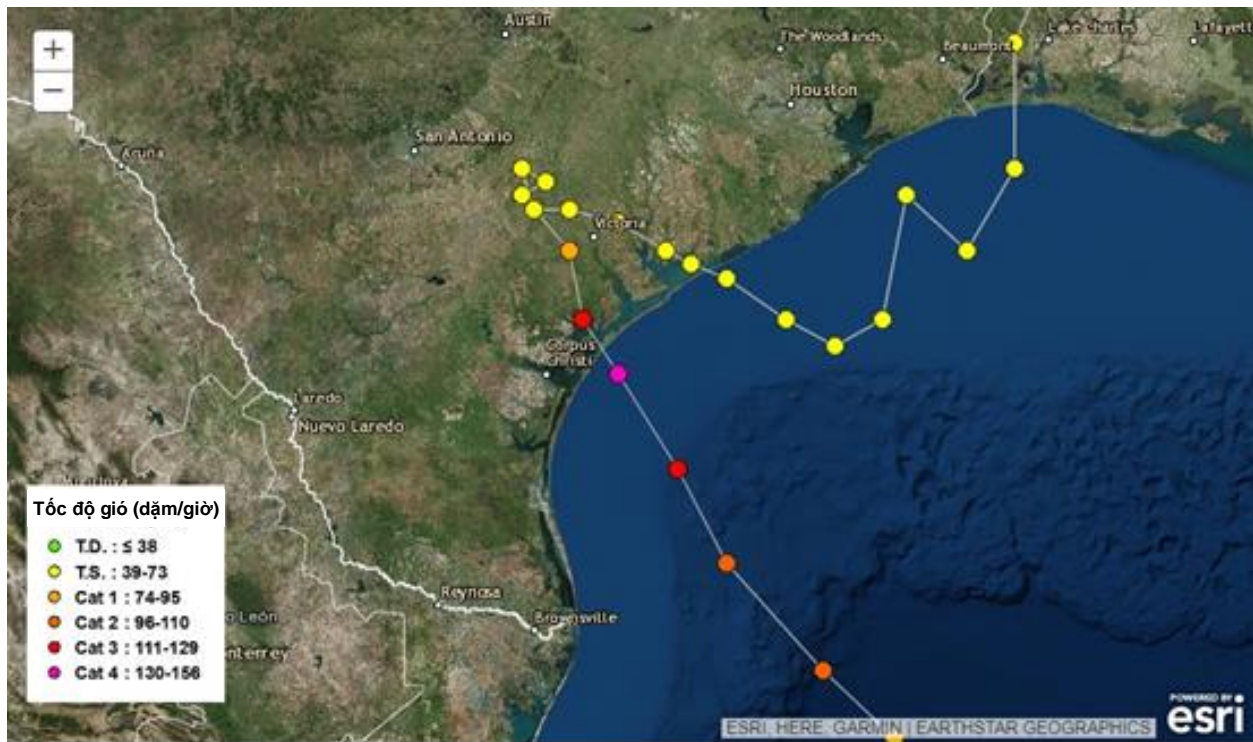 +
−
Austin
The Woodlands
Lake Charles
Lafayett
Beaumont
Houston
San Antonio
Acuña
Victoria
Corpus
Christi
Laredo
Nuevo Laredo
Tốc độ gió (dặm/giờ)
T.D. : ≤ 38
T.S. : 39-73
Cat 1 : 74-95
Cat 2 : 96-110
Cat 3 : 111-129
Cat 4 : 130-156
Reynosa
Brownsville
o León
nterrey
ESRI, HERE, GARMIN | EARTHSTAR GEOGRAPHICS
POWERED BY
esri